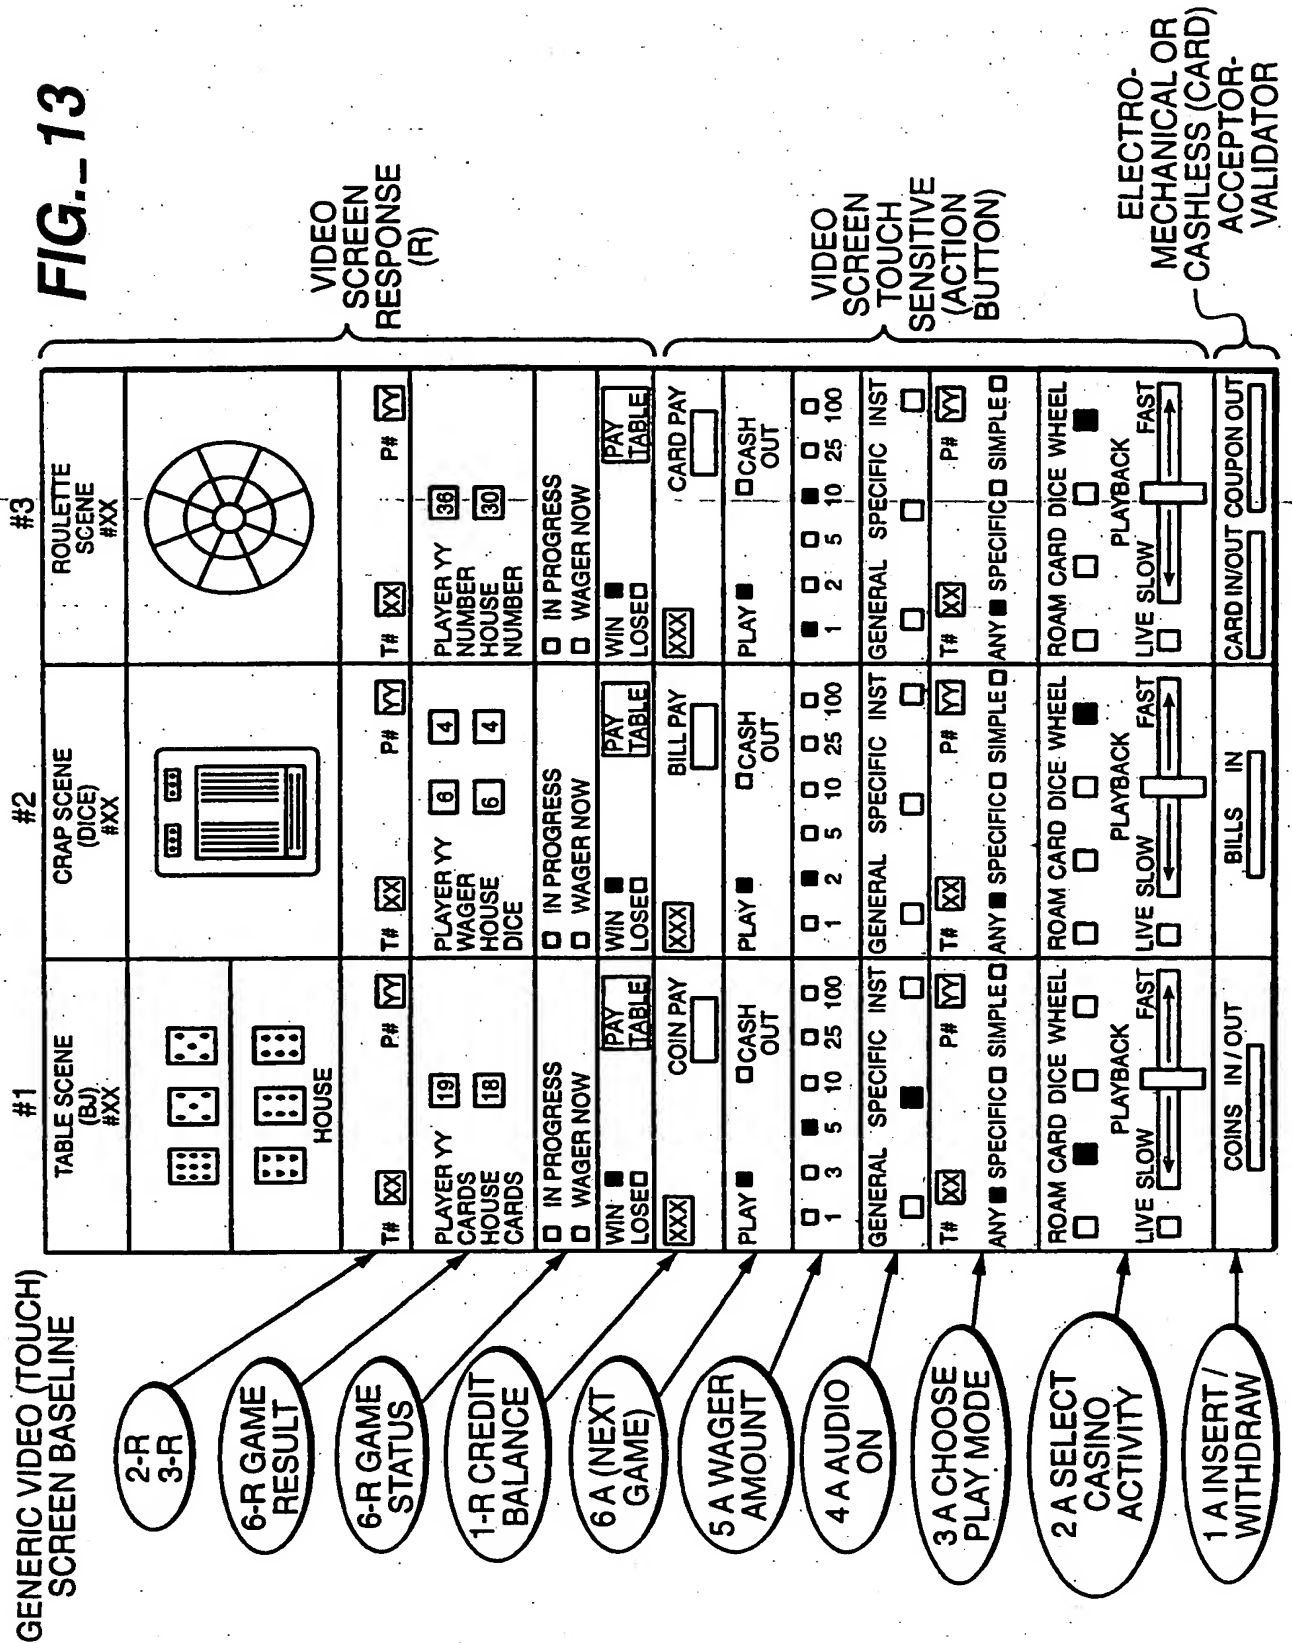 GENERIC VIDEO (TOUCH)
SCREEN BASELINE
FIG._13
#1
#2
#3
TABLE SCENE
(BJ)
#XX
CRAP SCENE
(DICE)
#XX
ROULETTE
SCENE
#XX
HOUSE
T# XX P# YY
T# XX P# YY
T# XX P# YY
PLAYER YY
CARDS
19
HOUSE
CARDS
18
PLAYER YY
WAGER
6 4
HOUSE
DICE
6 4
PLAYER YY
NUMBER
36
HOUSE
NUMBER
30
IN PROGRESS
WAGER NOW
IN PROGRESS
WAGER NOW
IN PROGRESS
WAGER NOW
WIN
LOSED
PAY
TABLE
WIN
LOSED
PAY
TABLE
WIN
LOSED
PAY
TABLE
XXX COIN PAY
XXX BILL PAY
XXX CARD PAY
PLAY CASH
OUT
PLAY CASH
OUT
PLAY CASH
OUT
1 3 5 10 25 100
1 2 5 10 25 100
1 2 5 10 25 100
GENERAL SPECIFIC INST
GENERAL SPECIFIC INST
GENERAL SPECIFIC INST
T# XX P# YY
ANY SPECIFIC SIMPLE
T# XX P# YY
ANY SPECIFIC SIMPLE
T# XX P# YY
ANY SPECIFIC SIMPLE
ROAM CARD DICE WHEEL
PLAYBACK
LIVE SLOW FAST
ROAM CARD DICE WHEEL
PLAYBACK
LIVE SLOW FAST
ROAM CARD DICE WHEEL
PLAYBACK
LIVE SLOW FAST
COINS IN / OUT
BILLS IN
CARD IN/OUT COUPON OUT
2-R
3-R
6-R GAME
RESULT
6-R GAME
STATUS
1-R CREDIT
BALANCE
6 A (NEXT
GAME)
5 A WAGER
AMOUNT
4 A AUDIO
ON
3 A CHOOSE
PLAY MODE
2 A SELECT
CASINO
ACTIVITY
1 A INSERT /
WITHDRAW
VIDEO
SCREEN
RESPONSE
(R)
VIDEO
SCREEN
TOUCH
SENSITIVE
(ACTION
BUTTON)
ELECTRO-
MECHANICAL OR
CASHLESS (CARD)
ACCEPTOR-
VALIDATOR